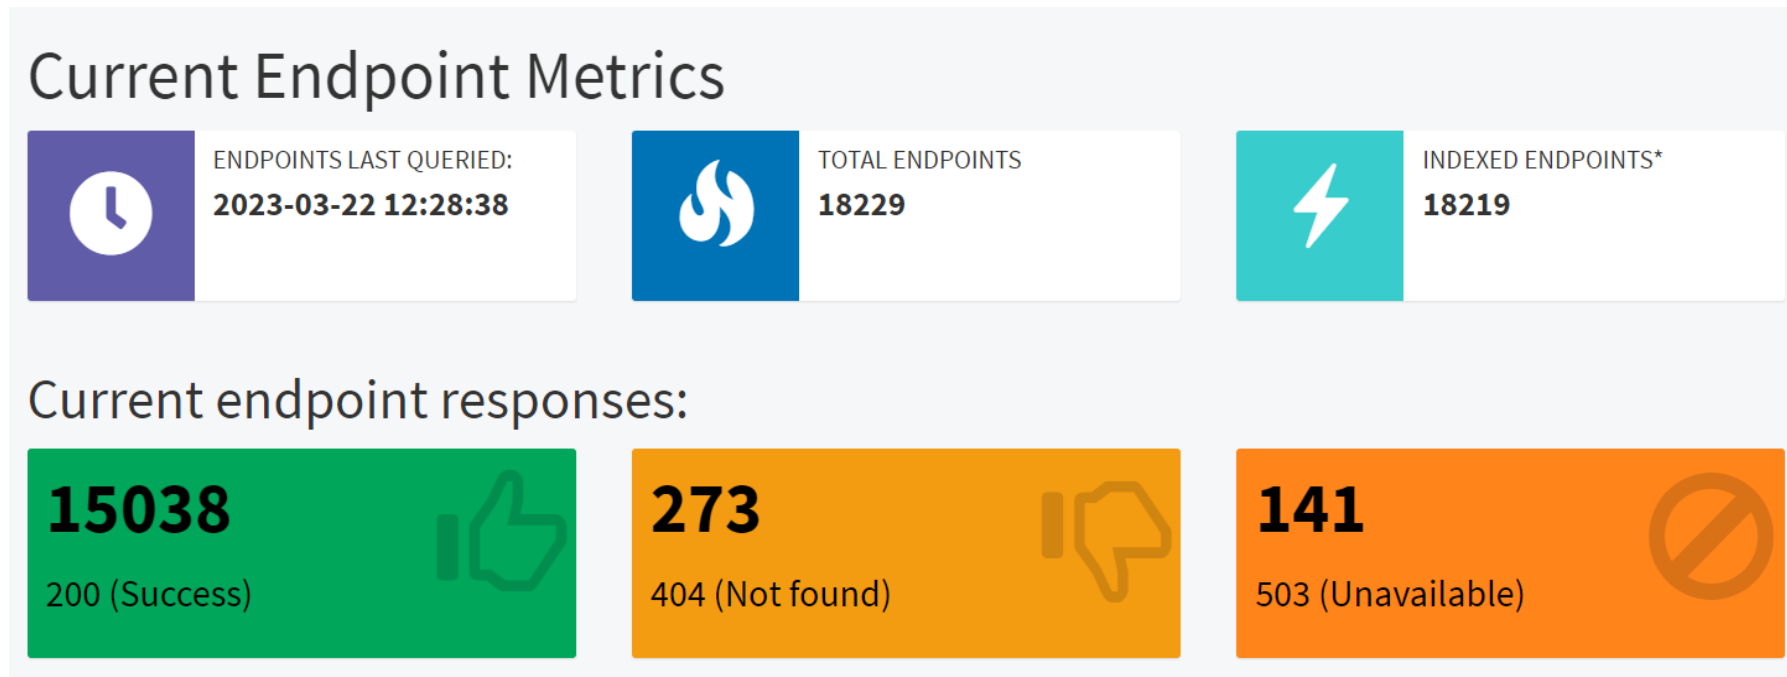 Current Endpoint Metrics
ENDPOINTS LAST QUERIED:
2023-03-22 12:28:38
TOTAL ENDPOINTS
18229
INDEXED ENDPOINTS*
18219
Current endpoint responses:
15038
200 (Success)
273
404 (Not found)
141
503 (Unavailable)